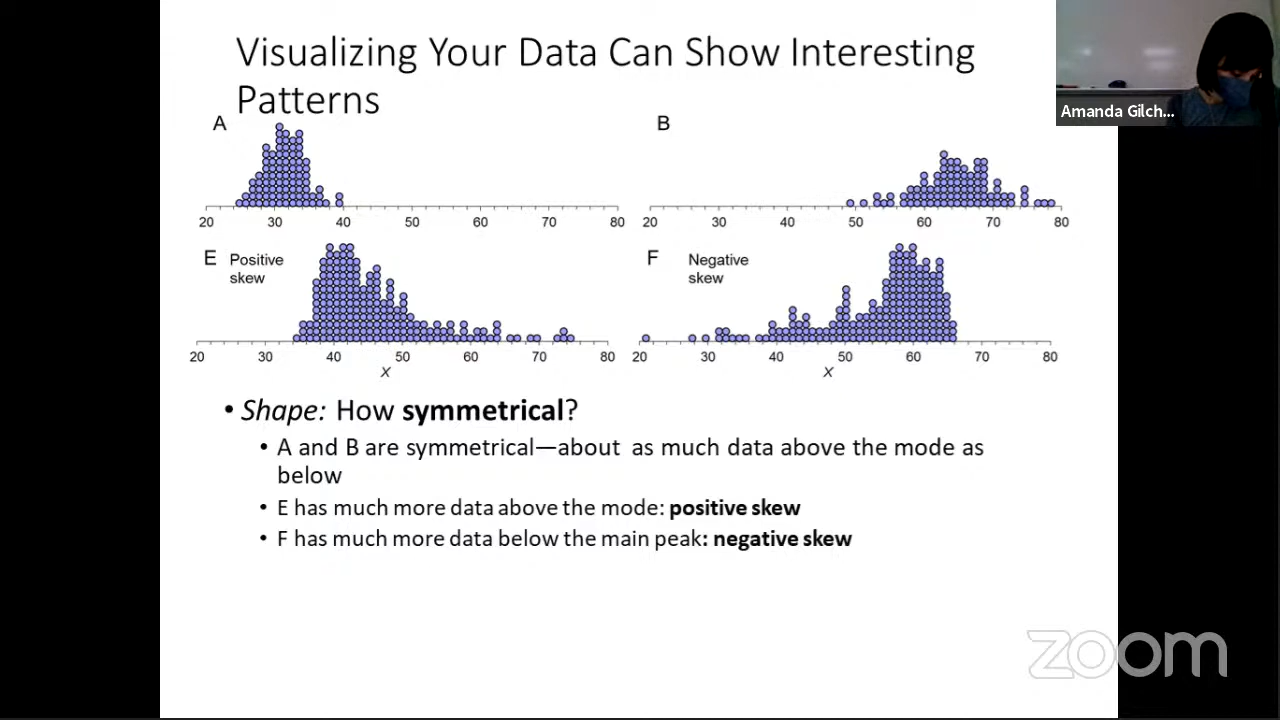 Visualizing Your Data Can Show Interesting
Patterns
Amanda Gilch...
A
B
20 30 40 50 60 70 80
20 30 40 50 60 70 80
E Positive
skew
F Negative
skew
20 30 40 50 60 70 80
20 30 40 50 60 70 80
X
X
• Shape: How symmetrical?
• A and B are symmetrical—about as much data above the mode as
below
• E has much more data above the mode: positive skew
• F has much more data below the main peak: negative skew
zoom